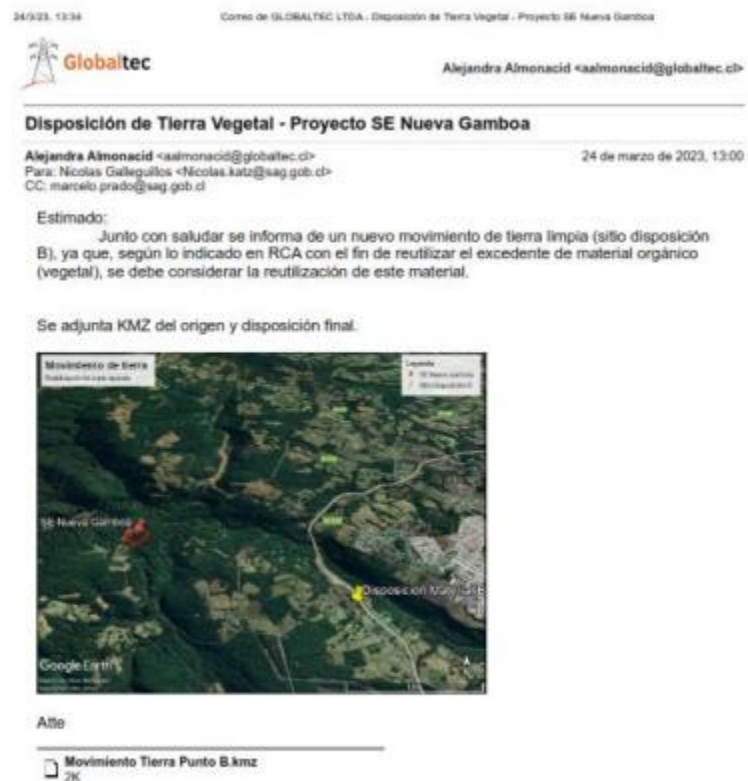 24/3/23, 13:34
Correo de GLOBALTEC LTDA. - Disposición de Tierra Vegetal - Proyecto SE Nueva Gamboa
Globaltec
Alejandra Almonacid <aalmonacid@globaltec.cl>
Disposición de Tierra Vegetal - Proyecto SE Nueva Gamboa
Alejandra Almonacid <aalmonacid@globaltec.cl>
24 de marzo de 2023, 13:00
Para: Nicolas Galleguillos <Nicolas.katz@sag.gob.cl>
CC: marcelo.prado@sag.gob.cl
Estimado:
Junto con saludar se informa de un nuevo movimiento de tierra limpia (sitio disposición
B), ya que, según lo indicado en RCA con el fin de reutilizar el excedente de material orgánico
(vegetal), se debe considerar la reutilización de este material.
Se adjunta KMZ del origen y disposición final.
Movimiento de tierra
Leyenda
SE Nueva Gamboa
Disposición Material B
Google Earth
Atte
Movimiento Tierra Punto B.kmz
2K